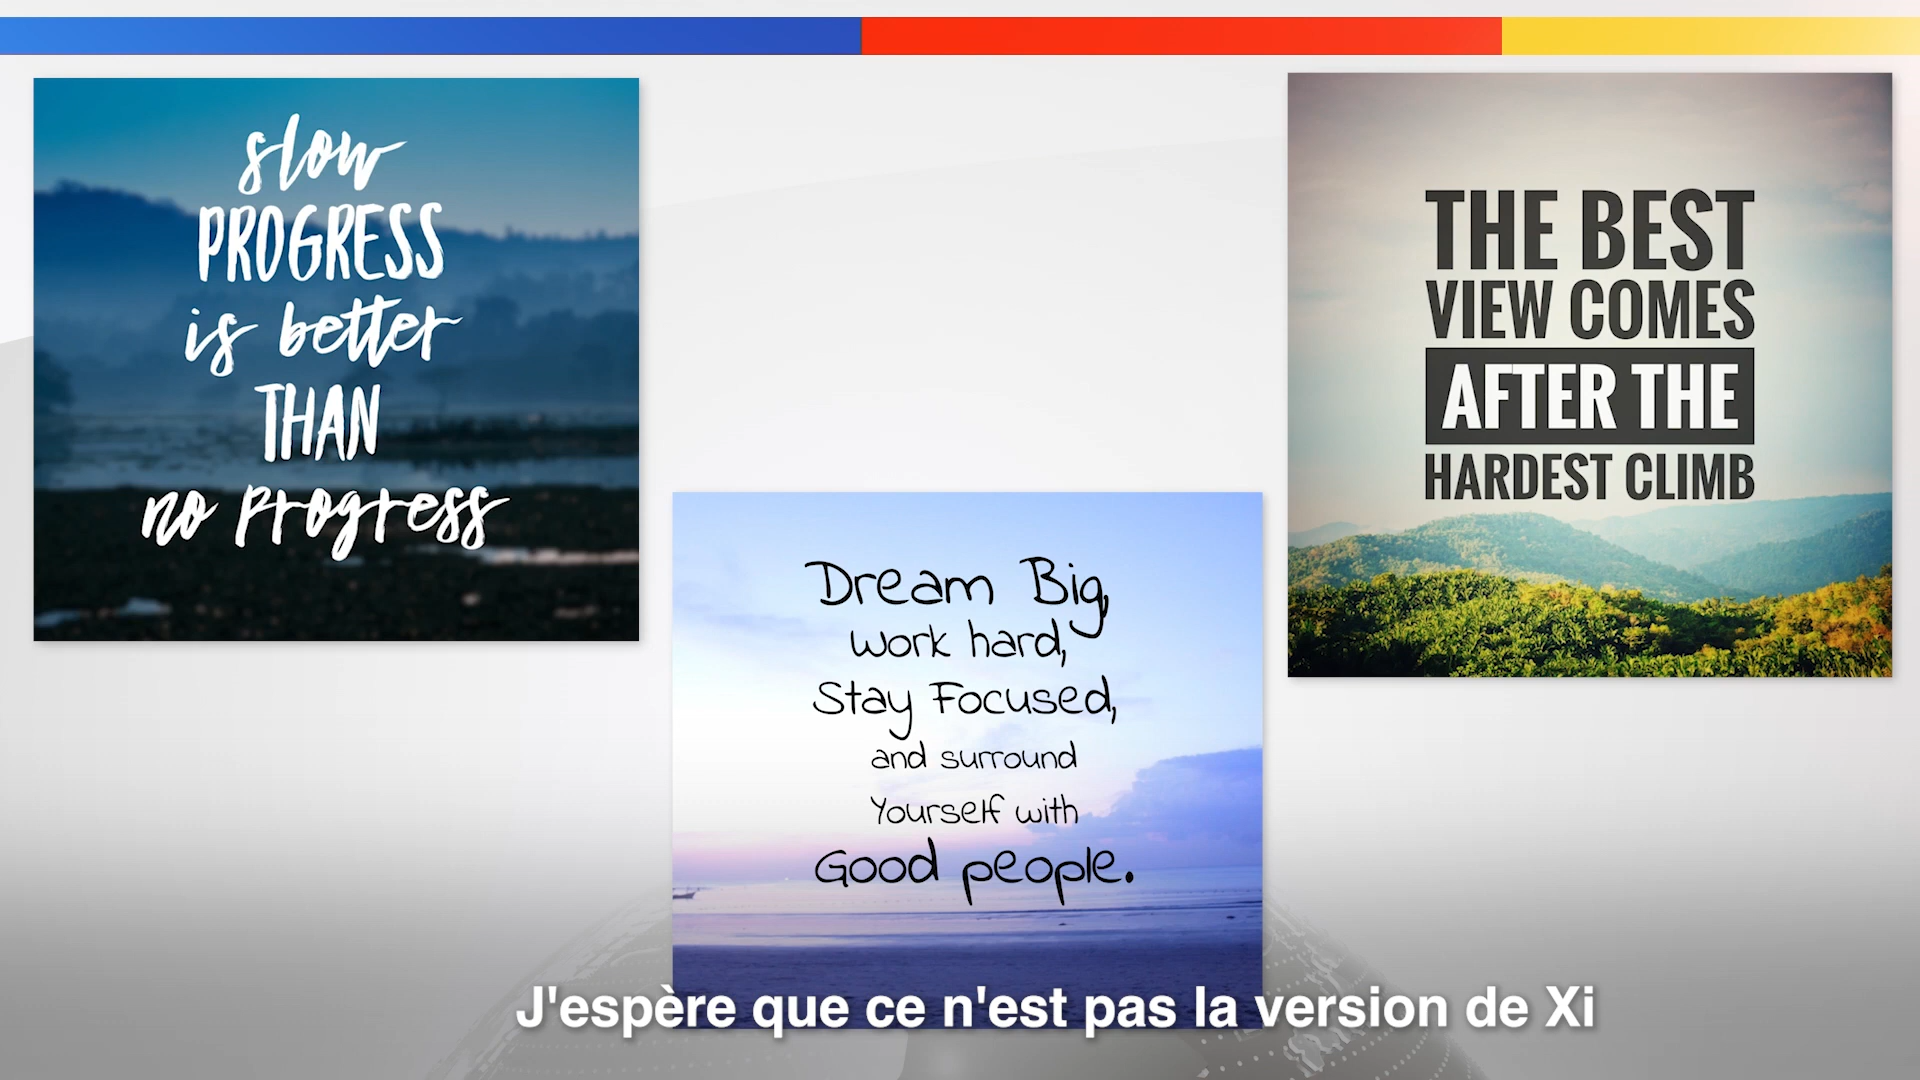 slow
PROGRESS
is better
THAN
no Progress
THE BEST
VIEW COMES
AFTER THE
HARDEST CLIMB
Dream Big,
Work hard,
Stay Focused,
and surround
Yourself with
Good people.
J'espère que ce n'est pas la version de Xi